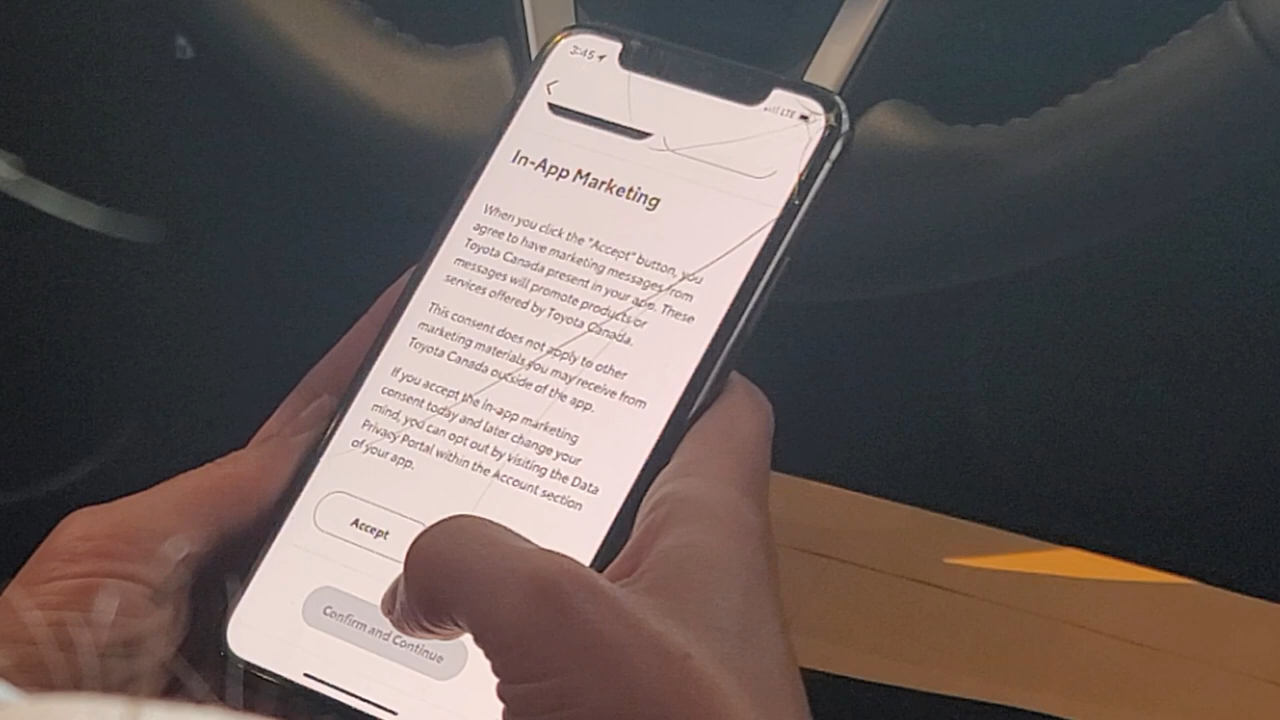 3:45
LTE
In-App Marketing
When you click the "Accept" button, you
agree to have marketing messages from
Toyota Canada present in your app. These
messages will promote products or
services offered by Toyota Canada.
This consent does not apply to other
marketing materials you may receive from
Toyota Canada outside of the app.
If you accept the in-app marketing
consent today and later change your
mind, you can opt out by visiting the Data
Privacy Portal within the Account section
of your app.
Accept
Confirm and Continue